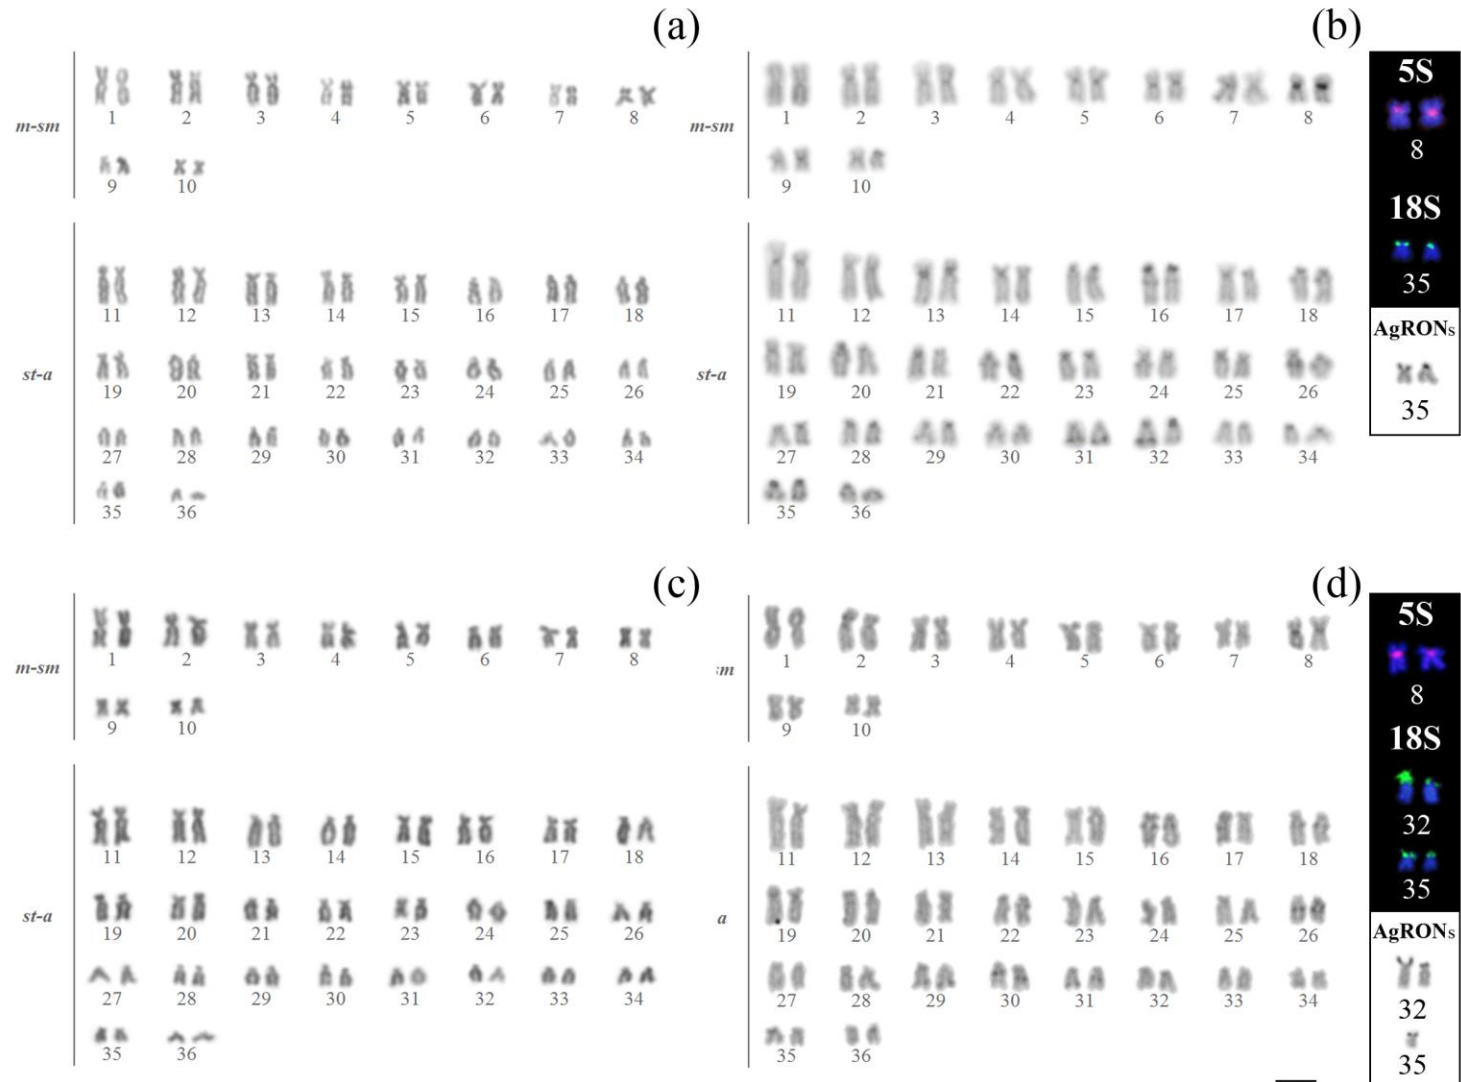 (a)
m-sm
1 2 3 4 5 6 7 8
9 10
st-a
11 12 13 14 15 16 17 18
19 20 21 22 23 24 25 26
27 28 29 30 31 32 33 34
35 36
(b)
m-sm
1 2 3 4 5 6 7 8
9 10
st-a
11 12 13 14 15 16 17 18
19 20 21 22 23 24 25 26
27 28 29 30 31 32 33 34
35 36
5S
8
18S
35
AgRONs
35
(c)
m-sm
1 2 3 4 5 6 7 8
9 10
st-a
11 12 13 14 15 16 17 18
19 20 21 22 23 24 25 26
27 28 29 30 31 32 33 34
35 36
(d)
m
1 2 3 4 5 6 7 8
9 10
a
11 12 13 14 15 16 17 18
19 20 21 22 23 24 25 26
27 28 29 30 31 32 33 34
35 36
5S
8
18S
32
35
AgRONs
32
35